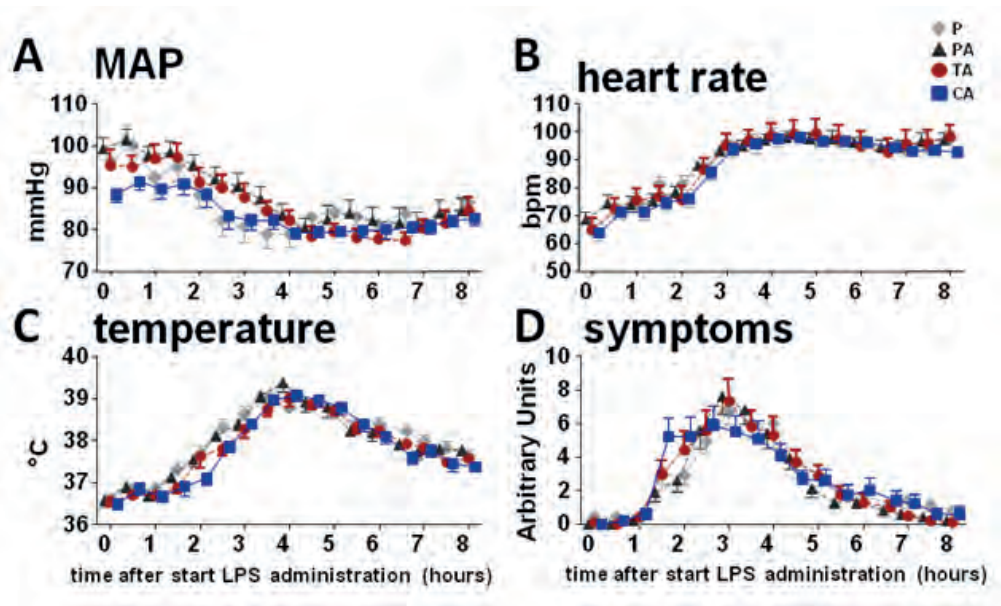 A MAP
B heart rate
P
PA
TA
CA
110
100
90
80
70
mmHg
0 1 2 3 4 5 6 7 8
110
100
90
80
70
60
50
bpm
0 1 2 3 4 5 6 7 8
C temperature
D symptoms
40
39
38
37
36
°C
0 1 2 3 4 5 6 7 8
time after start LPS administration (hours)
10
8
6
4
2
0
Arbitrary Units
0 1 2 3 4 5 6 7 8
time after start LPS administration (hours)